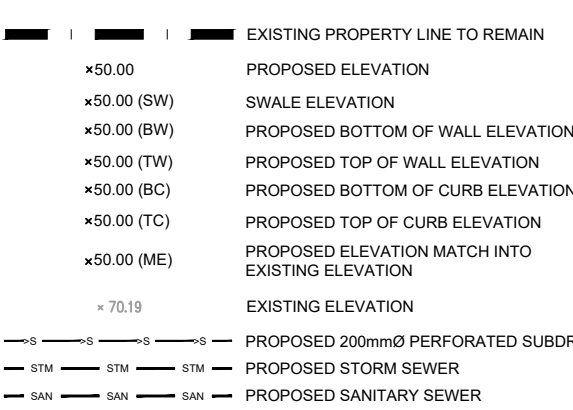 EXISTING PROPERTY LINE TO REMAIN
×50.00 PROPOSED ELEVATION
×50.00 (SW) SWALE ELEVATION
×50.00 (BW) PROPOSED BOTTOM OF WALL ELEVATION
×50.00 (TW) PROPOSED TOP OF WALL ELEVATION
×50.00 (BC) PROPOSED BOTTOM OF CURB ELEVATION
×50.00 (TC) PROPOSED TOP OF CURB ELEVATION
×50.00 (ME) PROPOSED ELEVATION MATCH INTO
EXISTING ELEVATION
× 70.19 EXISTING ELEVATION
>S >S >S >S PROPOSED 200mmØ PERFORATED SUBDR
STM STM STM PROPOSED STORM SEWER
SAN SAN SAN PROPOSED SANITARY SEWER